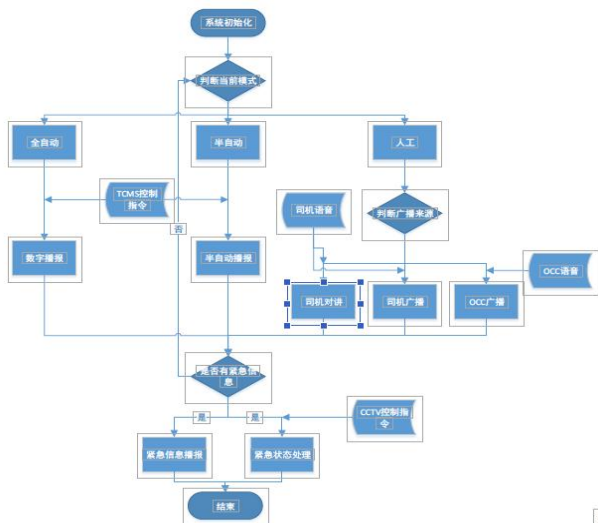 系统初始化
判断当前模式
全自动
半自动
人工
TCMS控制
指令
司机语音
判断广播来源
否
数字播报
半自动播报
OCC语音
司机对讲
司机广播
OCC广播
是否有紧急信
息
CCTV控制指
令
是
是
紧急信息播报
紧急状态处理
结束